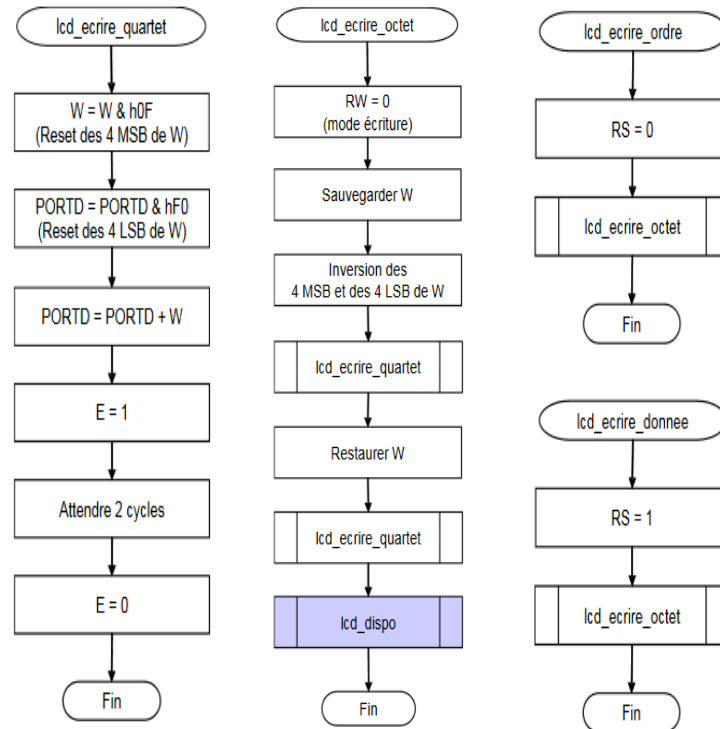 lcd_ecrire_quartet
W = W & h0F
(Reset des 4 MSB de W)
PORTD = PORTD & hF0
(Reset des 4 LSB de W)
PORTD = PORTD + W
E = 1
Attendre 2 cycles
E = 0
Fin
lcd_ecrire_octet
RW = 0
(mode écriture)
Sauvegarder W
Inversion des
4 MSB et des 4 LSB de W
lcd_ecrire_quartet
Restaurer W
lcd_ecrire_quartet
lcd_dispo
Fin
lcd_ecrire_ordre
RS = 0
lcd_ecrire_octet
Fin
lcd_ecrire_donnee
RS = 1
lcd_ecrire_octet
Fin